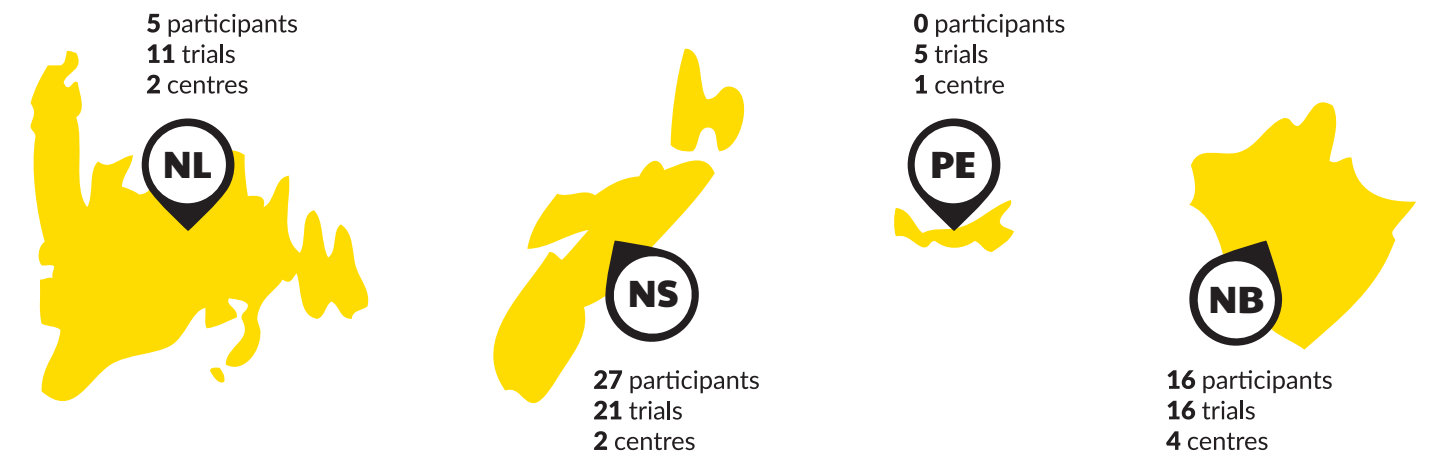 5 participants
11 trials
2 centres
NL
NS
27 participants
21 trials
2 centres
0 participants
5 trials
1 centre
PE
NB
16 participants
16 trials
4 centres